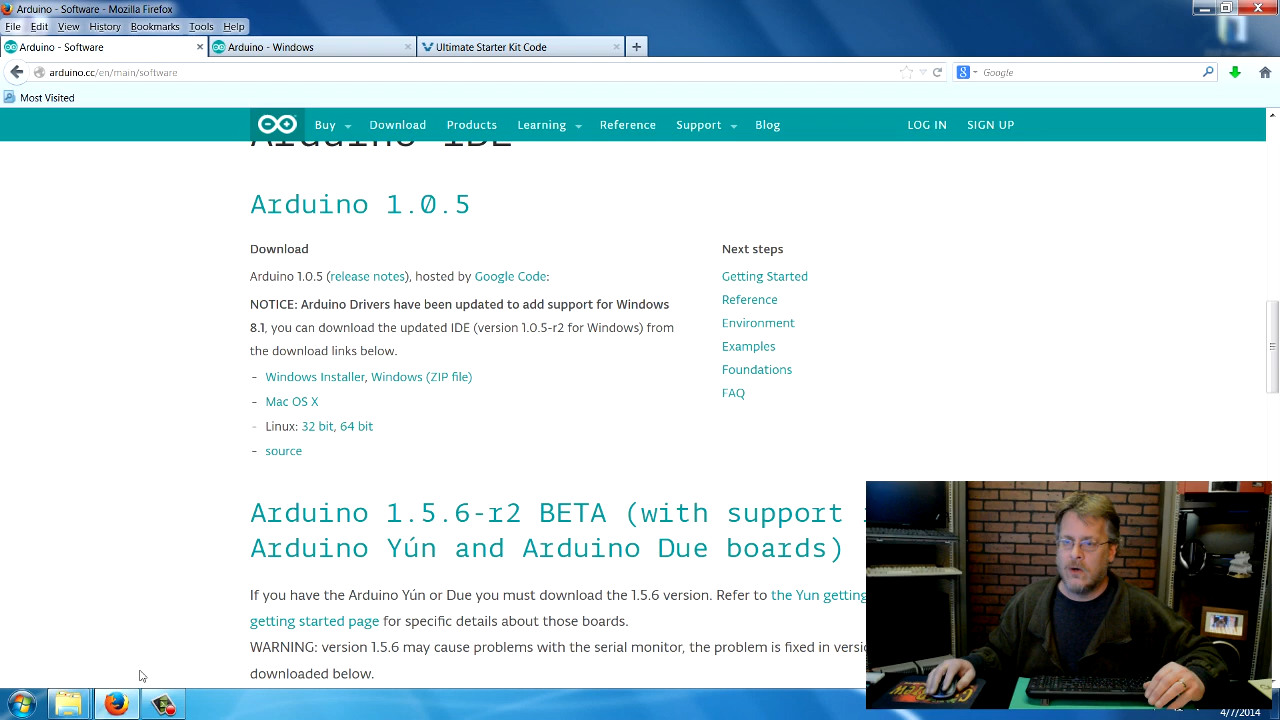 Arduino - Software - Mozilla Firefox
File Edit View History Bookmarks Tools Help
Arduino - Software
Arduino - Windows
Ultimate Starter Kit Code
arduino.cc/en/main/software
Google
Most Visited
Buy Download Products Learning Reference Support Blog LOG IN SIGN UP
Arduino IDE
Arduino 1.0.5
Download
Arduino 1.0.5 (release notes), hosted by Google Code:
NOTICE: Arduino Drivers have been updated to add support for Windows
8.1, you can download the updated IDE (version 1.0.5-r2 for Windows) from
the download links below.
- Windows Installer, Windows (ZIP file)
- Mac OS X
- Linux: 32 bit, 64 bit
- source
Next steps
Getting Started
Reference
Environment
Examples
Foundations
FAQ
Arduino 1.5.6-r2 BETA (with support
Arduino Yún and Arduino Due boards)
If you have the Arduino Yún or Due you must download the 1.5.6 version. Refer to the Yun getting
getting started page for specific details about those boards.
WARNING: version 1.5.6 may cause problems with the serial monitor, the problem is fixed in
downloaded below.
4/7/2014